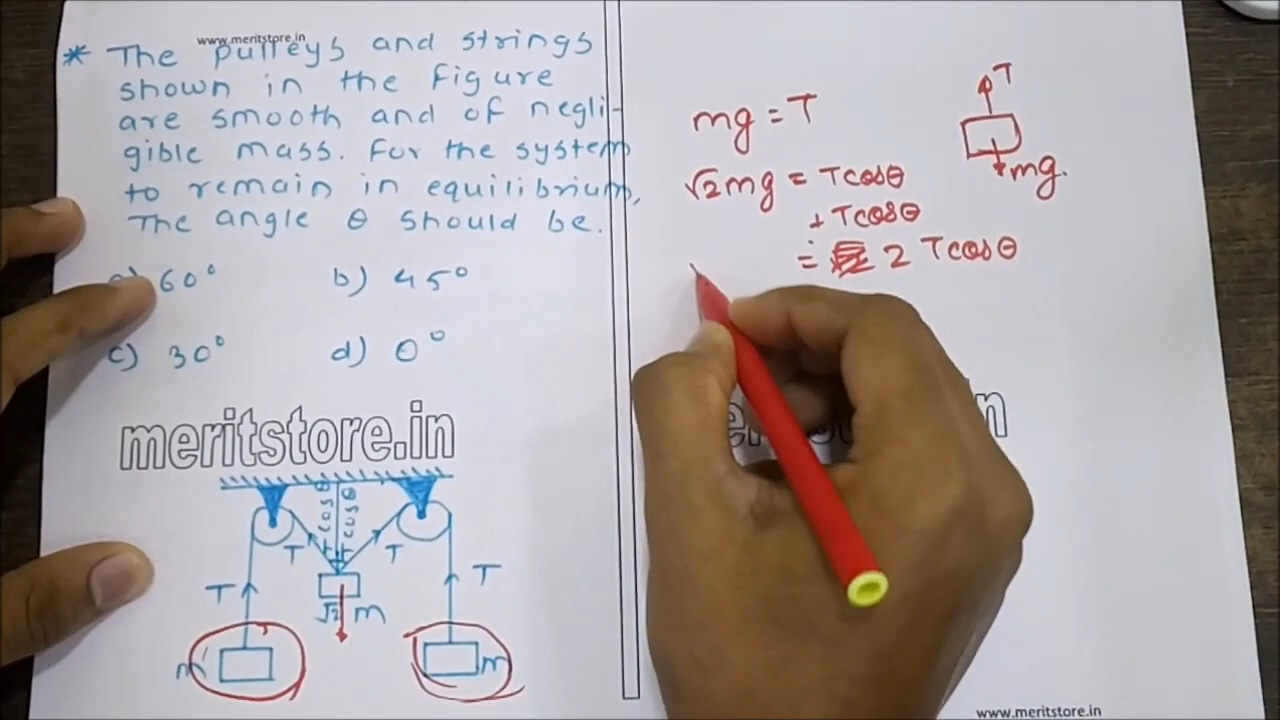 www.meritstore.in
* The pulleys and strings
shown in the figure
are smooth and of negli-
gible mass. For the system
to remain in equilibrium,
The angle θ should be.
60° b) 45°
c) 30° d) 0°
meritstore.in
cosθ cosθ
T T T T
√2 m
m m
mg = T
√2mg = Tcosθ
+ Tcosθ
= 2 Tcosθ
T
mg.
www.meritstore.in